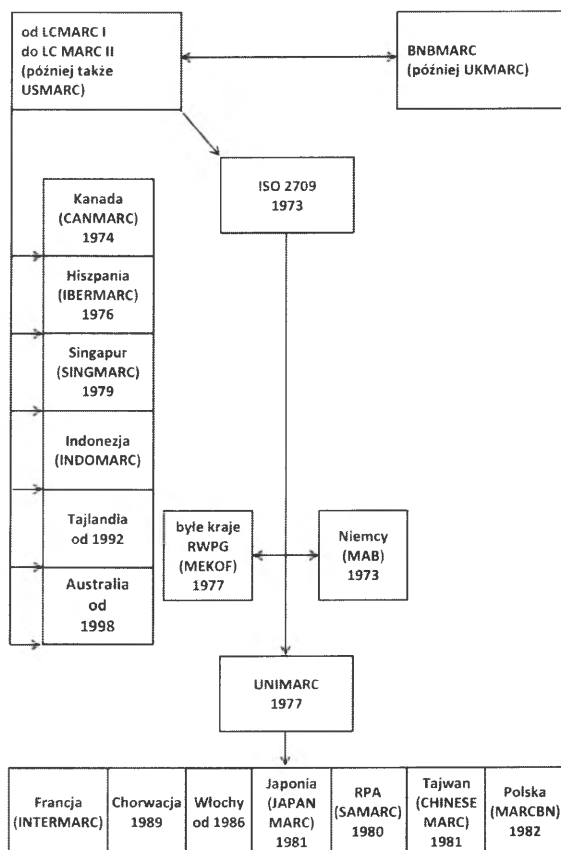 od LCMARC I
do LC MARC II
(później także
USMARC)
BNBMARC
(później UKMARC)
ISO 2709
1973
Kanada
(CANMARC)
1974
Hiszpania
(IBERMARC)
1976
Singapur
(SINGMARC)
1979
Indonezja
(INDOMARC)
Tajlandia
od 1992
Australia
od
1998
byłe kraje
RWPG
(MEKOF)
1977
Niemcy
(MAB)
1973
UNIMARC
1977
Francja
(INTERMARC)
Chorwacja
1989
Włochy
od 1986
Japonia
(JAPAN
MARC)
1981
RPA
(SAMARC)
1980
Tajwan
(CHINESE
MARC)
1981
Polska
(MARCBN)
1982